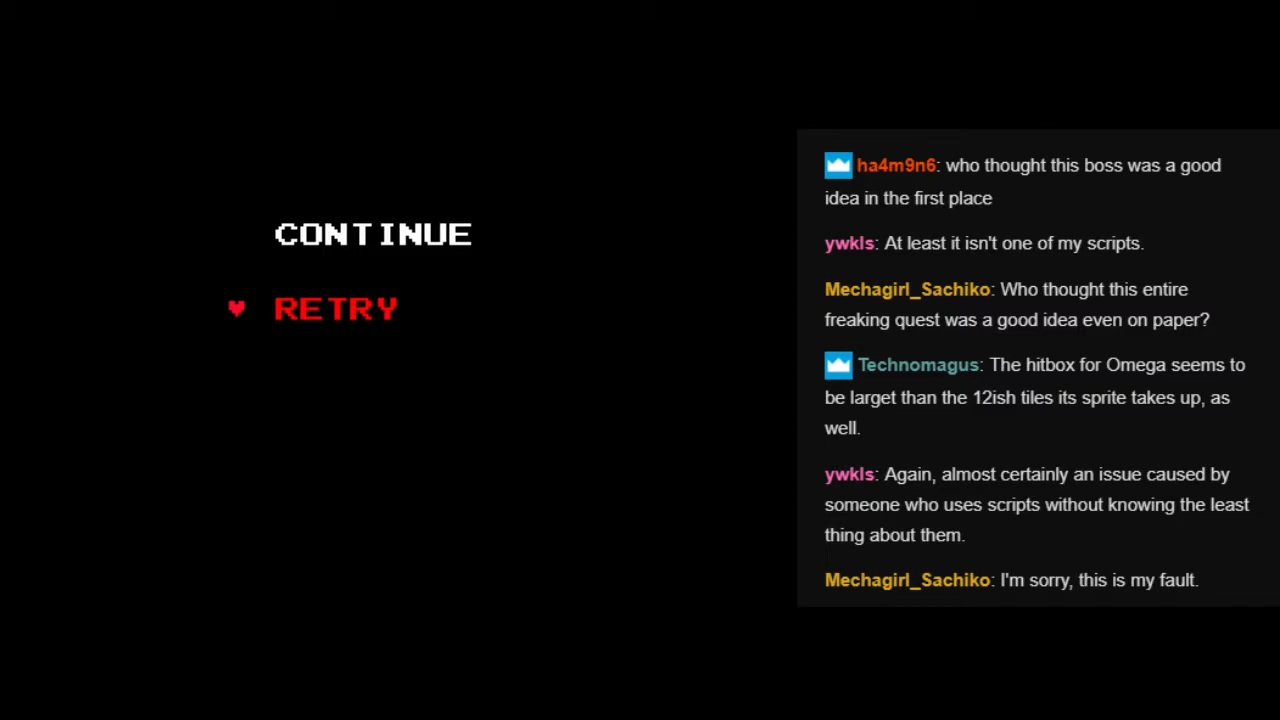 CONTINUE
RETRY
ha4m9n6: who thought this boss was a good
idea in the first place
ywkls: At least it isn't one of my scripts.
Mechagirl_Sachiko: Who thought this entire
freaking quest was a good idea even on paper?
Technomagus: The hitbox for Omega seems to
be larget than the 12ish tiles its sprite takes up, as
well.
ywkls: Again, almost certainly an issue caused by
someone who uses scripts without knowing the least
thing about them.
Mechagirl_Sachiko: I'm sorry, this is my fault.